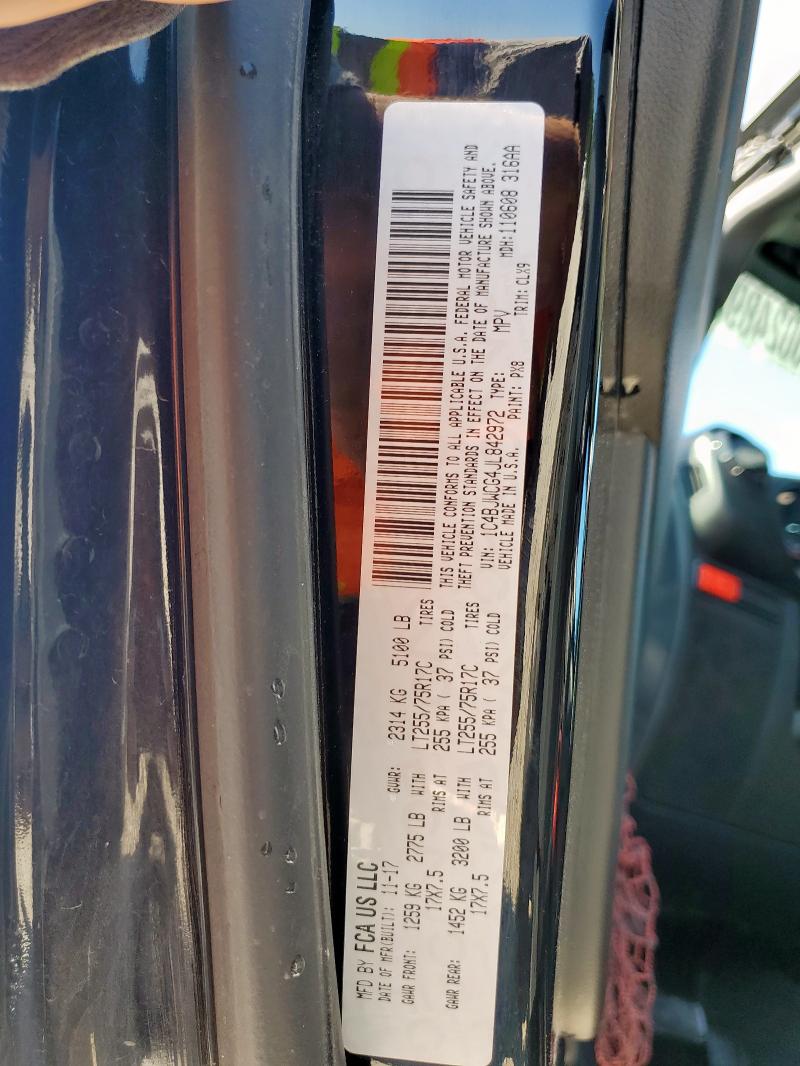 MFD BY FCA US LLC
DATE OF MFR(BUILT): 11-17 GVWR: 2314 KG 5100 LB
GAWR FRONT: 1259 KG 2775 LB WITH LT255/75R17C TIRES
17X7.5 RIMS AT 255 KPA ( 37 PSI) COLD
GAWR REAR: 1452 KG 3200 LB WITH LT255/75R17C TIRES
17X7.5 RIMS AT 255 KPA ( 37 PSI) COLD
THIS VEHICLE CONFORMS TO ALL APPLICABLE U.S.A. FEDERAL MOTOR VEHICLE SAFETY AND
THEFT PREVENTION STANDARDS IN EFFECT ON THE DATE OF MANUFACTURE SHOWN ABOVE.
VIN: 1C4BJWCG4JL842972 TYPE: MPV MDH:110608 316AA
VEHICLE MADE IN U.S.A. PAINT: PX8 TRIM: CLX9